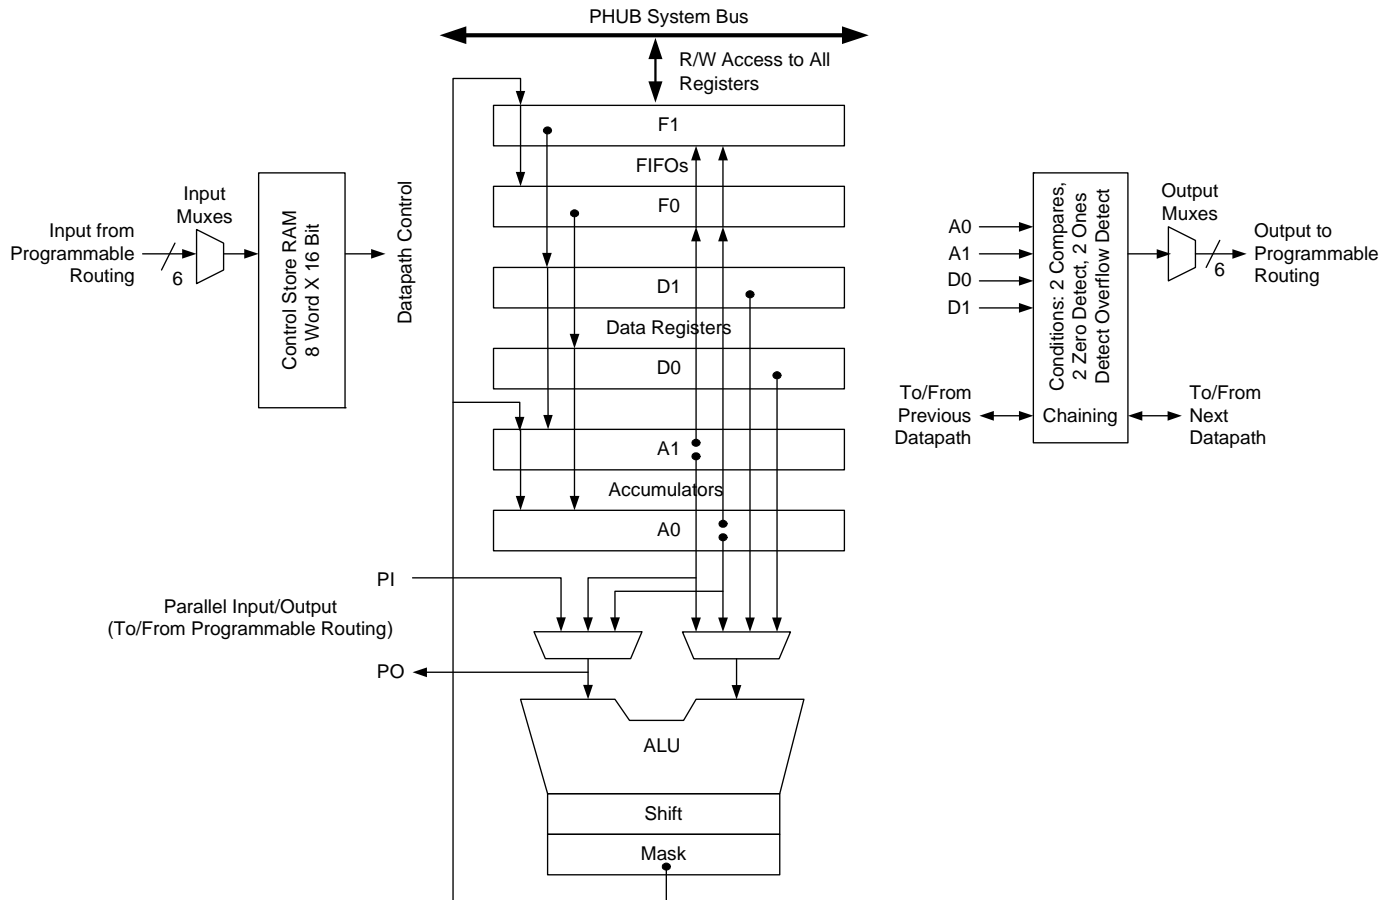 PHUB System Bus
R/W Access to All
Registers
F1
FIFOs
F0
D1
Data Registers
D0
A1
Accumulators
A0
Input from
Programmable
Routing
6
Input
Muxes
Control Store RAM
8 Word X 16 Bit
Datapath Control
PI
Parallel Input/Output
(To/From Programmable Routing)
PO
ALU
Shift
Mask
A0
A1
D0
D1
Conditions: 2 Compares,
2 Zero Detect, 2 Ones
Detect Overflow Detect
Chaining
To/From
Previous
Datapath
To/From
Next
Datapath
Output
Muxes
6
Output to
Programmable
Routing